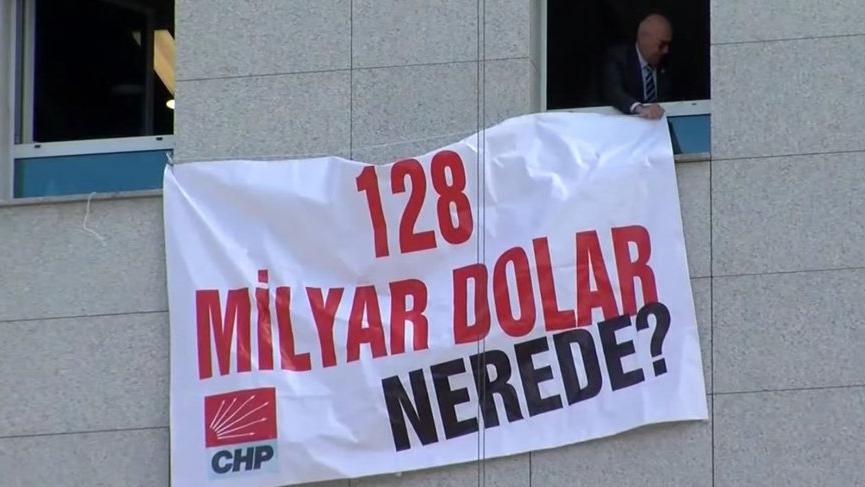 128
MİLYAR DOLAR
NEREDE?
CHP